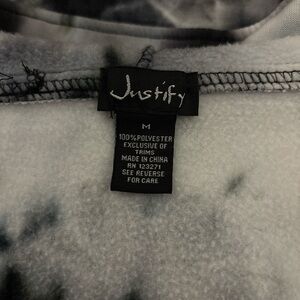 Justify
M
100%POLYESTER
EXCLUSIVE OF
TRIMS
MADE IN CHINA
RN 123271
SEE REVERSE
FOR CARE